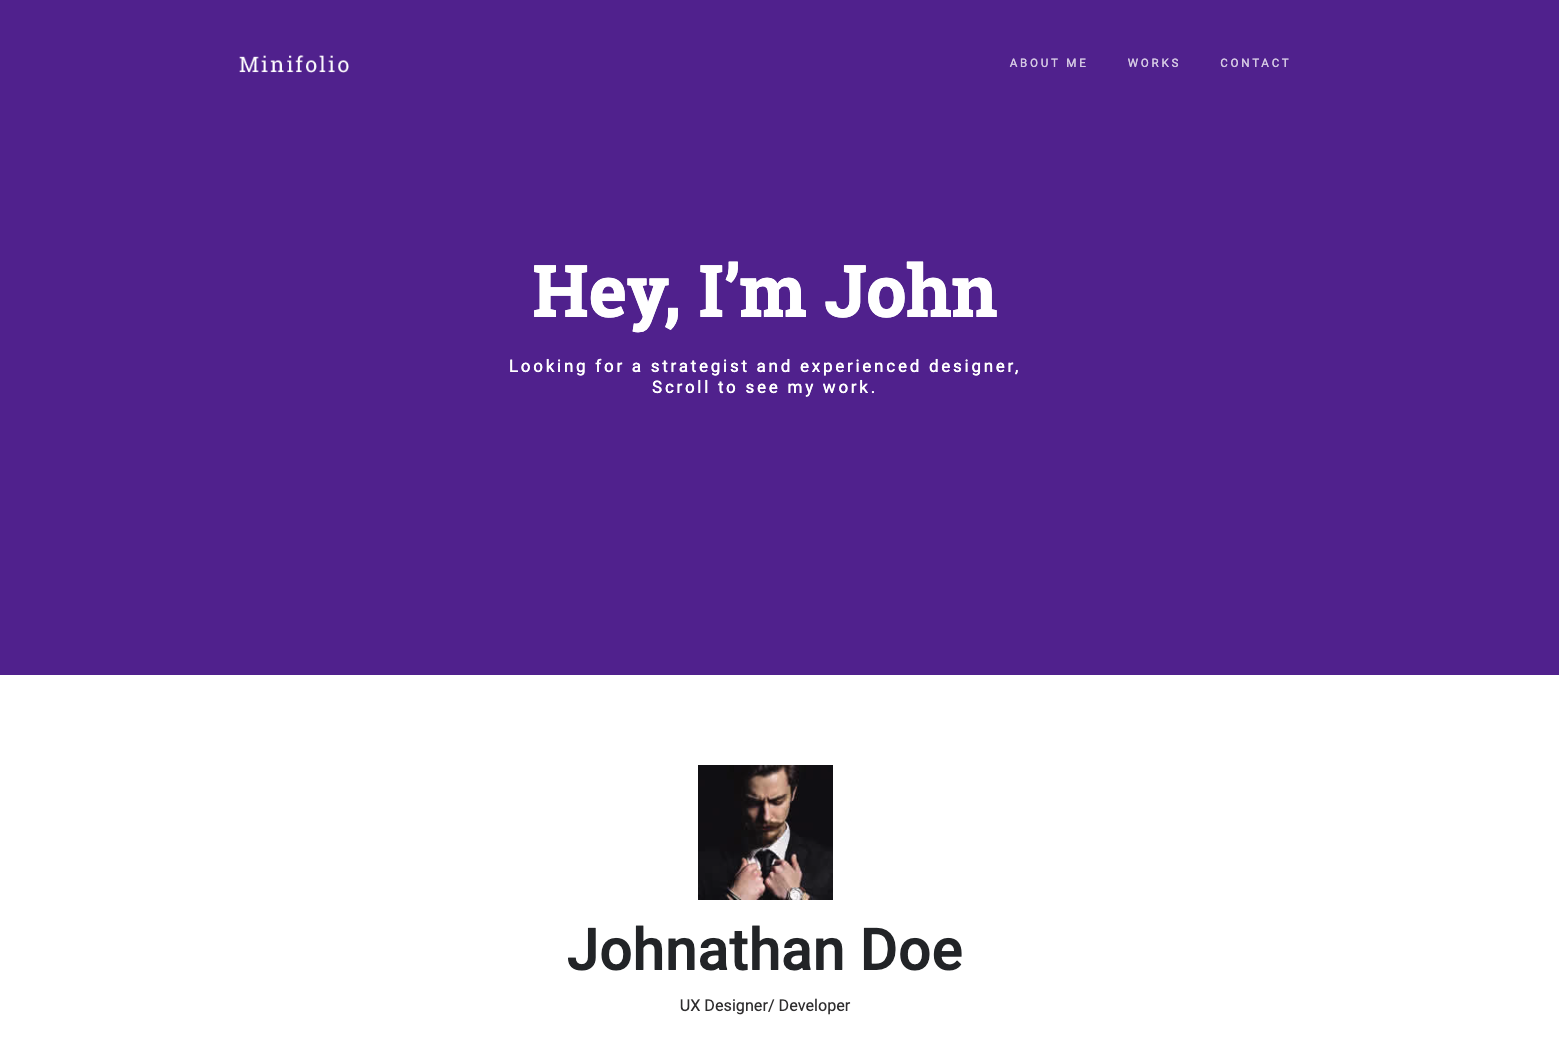 Minifolio
ABOUT ME WORKS CONTACT
Hey, I’m John
Looking for a strategist and experienced designer,
Scroll to see my work.
Johnathan Doe
UX Designer/ Developer